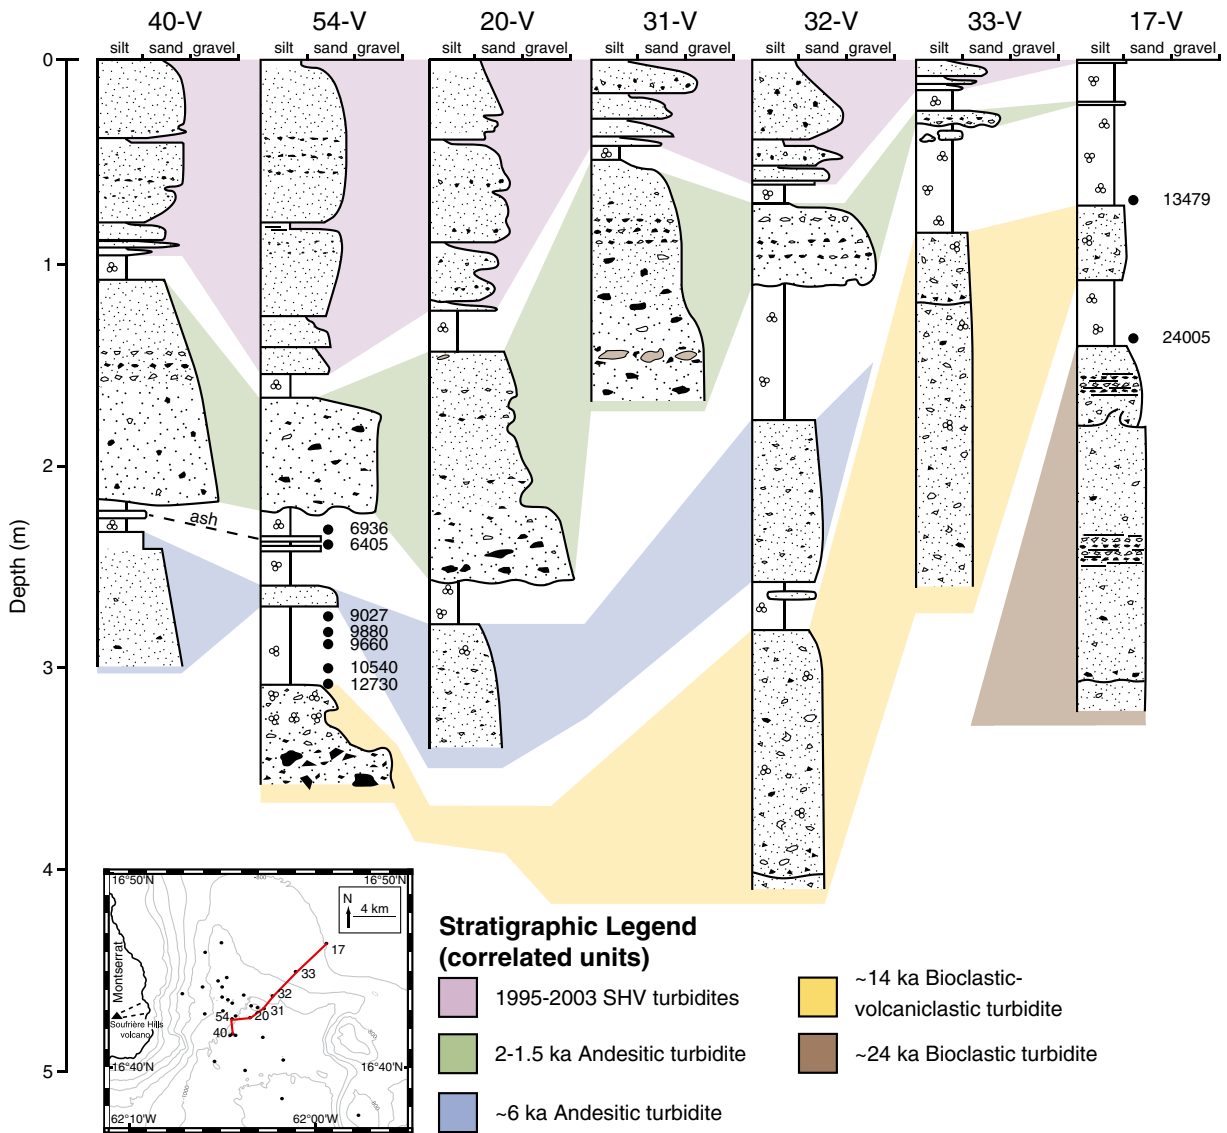 40-V 54-V 20-V 31-V 32-V 33-V 17-V
silt sand gravel silt sand gravel silt sand gravel silt sand gravel silt sand gravel silt sand gravel silt sand gravel
0
1
2
3
4
5
Depth (m)
ash
6936
6405
9027
9880
9660
10540
12730
13479
24005
16°50'N 16°50'N
N
4 km
Montserrat
Soufrière Hills
volcano
17
33
32
31
20
54
40
16°40'N 16°40'N
62°10'W 62°00'W
Stratigraphic Legend
(correlated units)
1995-2003 SHV turbidites
2-1.5 ka Andesitic turbidite
~6 ka Andesitic turbidite
~14 ka Bioclastic-
volcaniclastic turbidite
~24 ka Bioclastic turbidite